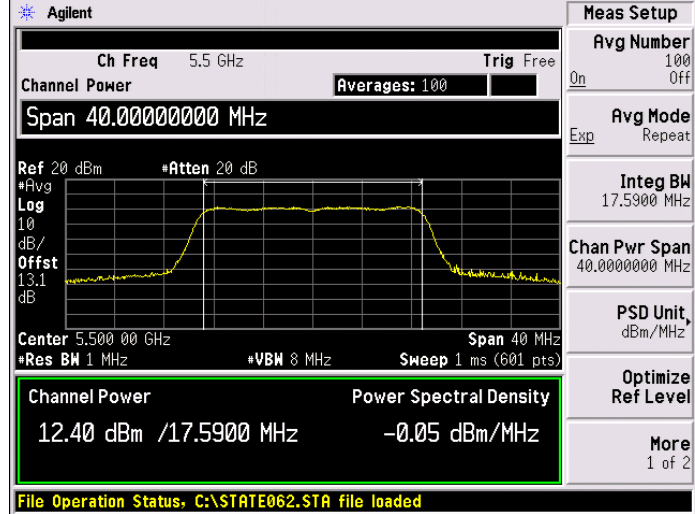 Agilent
Meas Setup
Ch Freq 5.5 GHz Trig Free
Channel Power Averages: 100
Span 40.00000000 MHz
Ref 20 dBm #Atten 20 dB
#Avg
Log
10
dB/
Offst
13.1
dB
Center 5.500 00 GHz Span 40 MHz
#Res BW 1 MHz #VBW 8 MHz Sweep 1 ms (601 pts)
Channel Power Power Spectral Density
12.40 dBm /17.5900 MHz -0.05 dBm/MHz
File Operation Status, C:\STATE062.STA file loaded
Avg Number
100
On Off
Avg Mode
Exp Repeat
Integ BW
17.5900 MHz
Chan Pwr Span
40.0000000 MHz
PSD Unit
dBm/MHz
Optimize
Ref Level
More
1 of 2